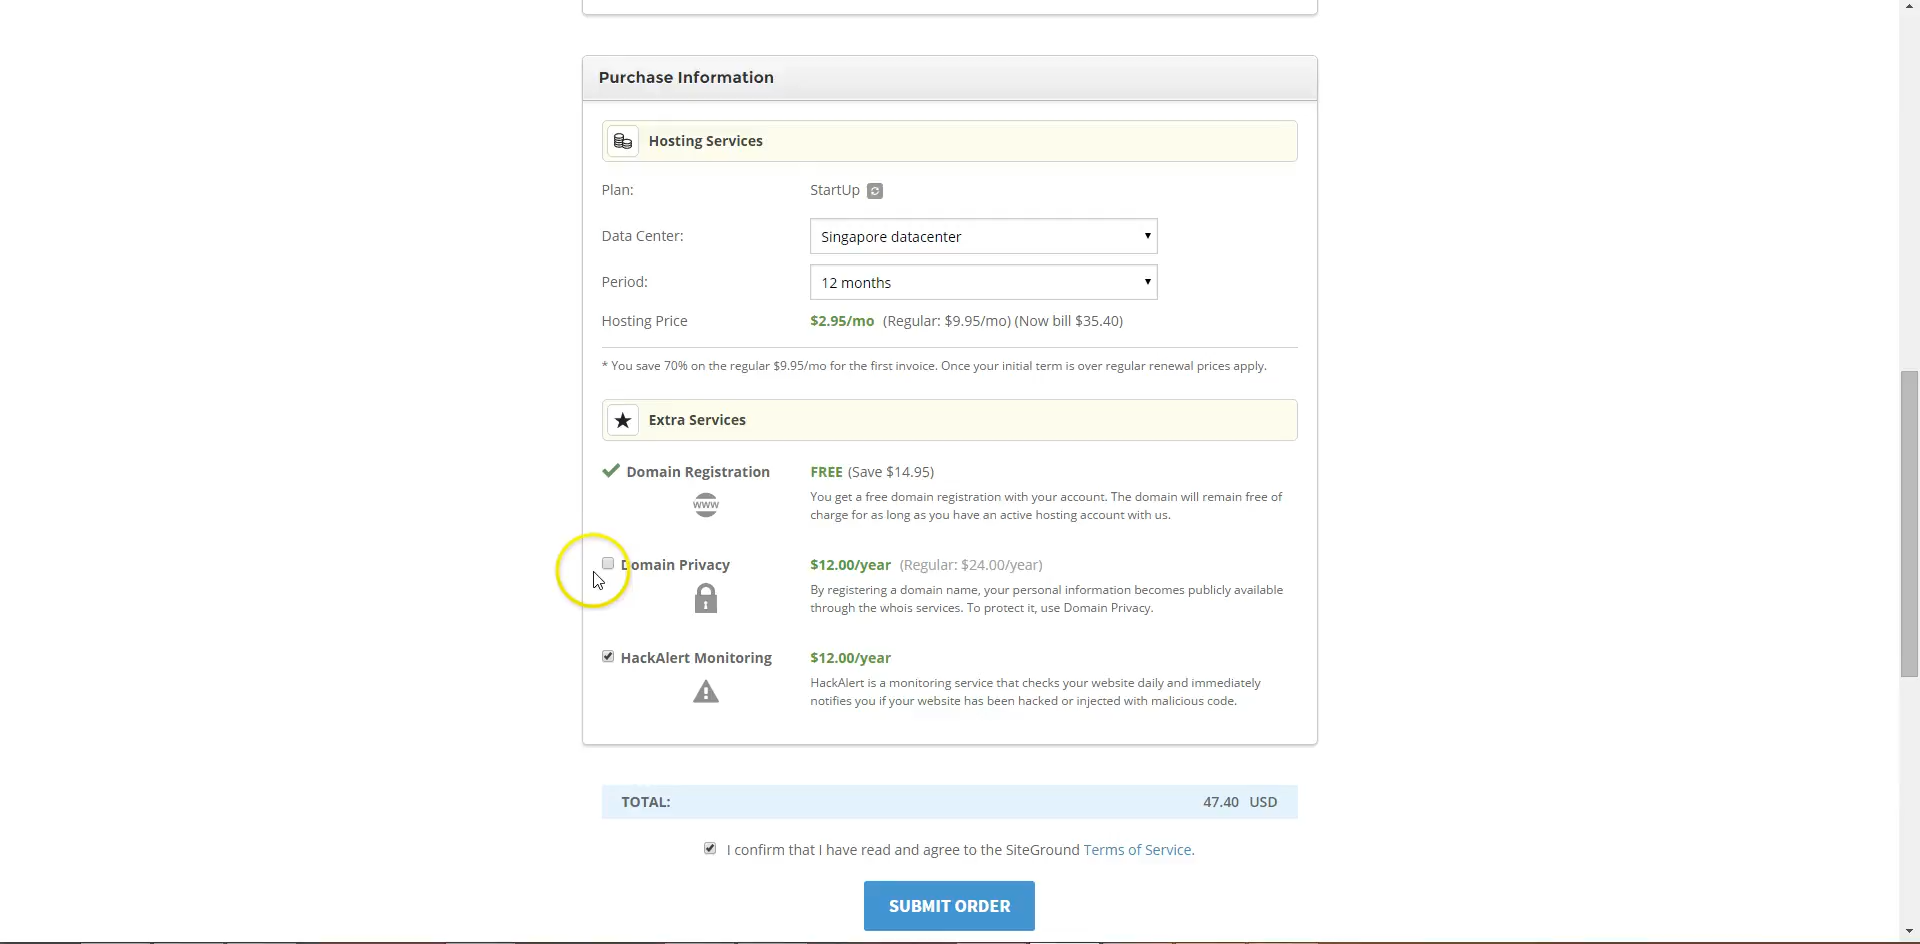 Purchase Information
Hosting Services
Plan: StartUp
Data Center: Singapore datacenter
Period: 12 months
Hosting Price $2.95/mo (Regular: $9.95/mo) (Now bill $35.40)
* You save 70% on the regular $9.95/mo for the first invoice. Once your initial term is over regular renewal prices apply.
Extra Services
Domain Registration FREE (Save $14.95)
www
You get a free domain registration with your account. The domain will remain free of
charge for as long as you have an active hosting account with us.
Domain Privacy $12.00/year (Regular: $24.00/year)
By registering a domain name, your personal information becomes publicly available
through the whois services. To protect it, use Domain Privacy.
HackAlert Monitoring $12.00/year
HackAlert is a monitoring service that checks your website daily and immediately
notifies you if your website has been hacked or injected with malicious code.
TOTAL: 47.40 USD
I confirm that I have read and agree to the SiteGround Terms of Service.
SUBMIT ORDER